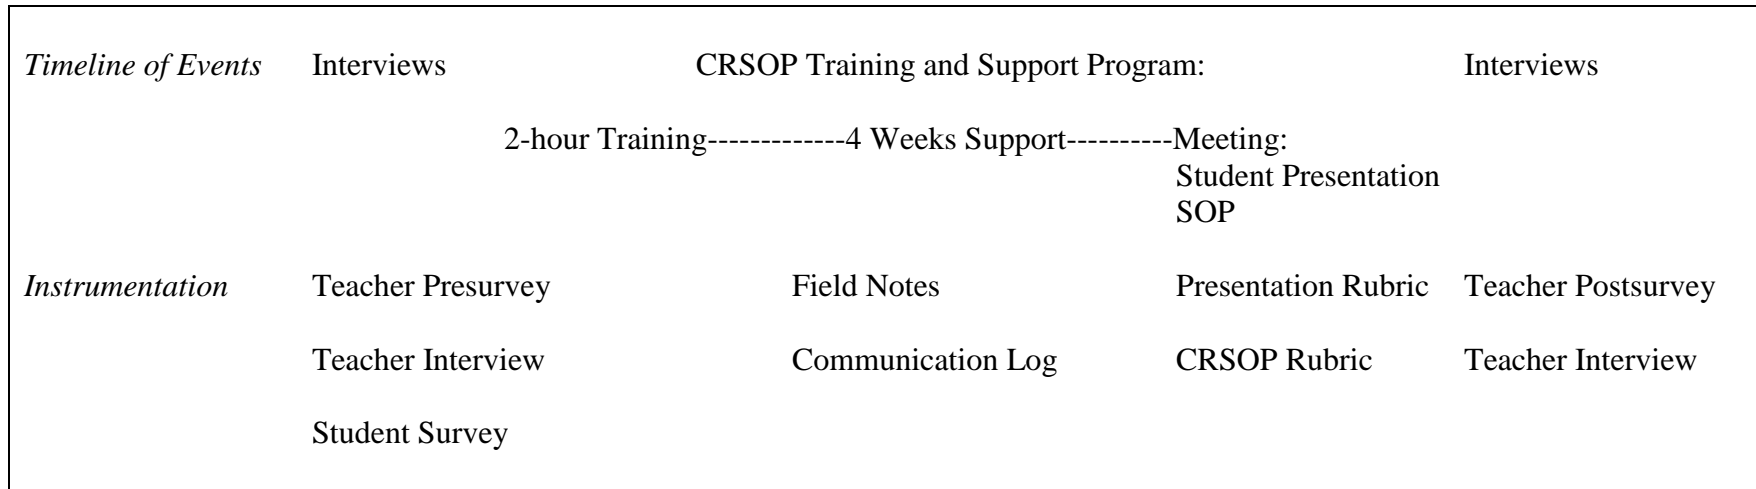 Timeline of Events Interviews CRSOP Training and Support Program: Interviews
2-hour Training-------------4 Weeks Support----------Meeting:
Student Presentation
SOP
Instrumentation Teacher Presurvey Field Notes Presentation Rubric Teacher Postsurvey
Teacher Interview Communication Log CRSOP Rubric Teacher Interview
Student Survey